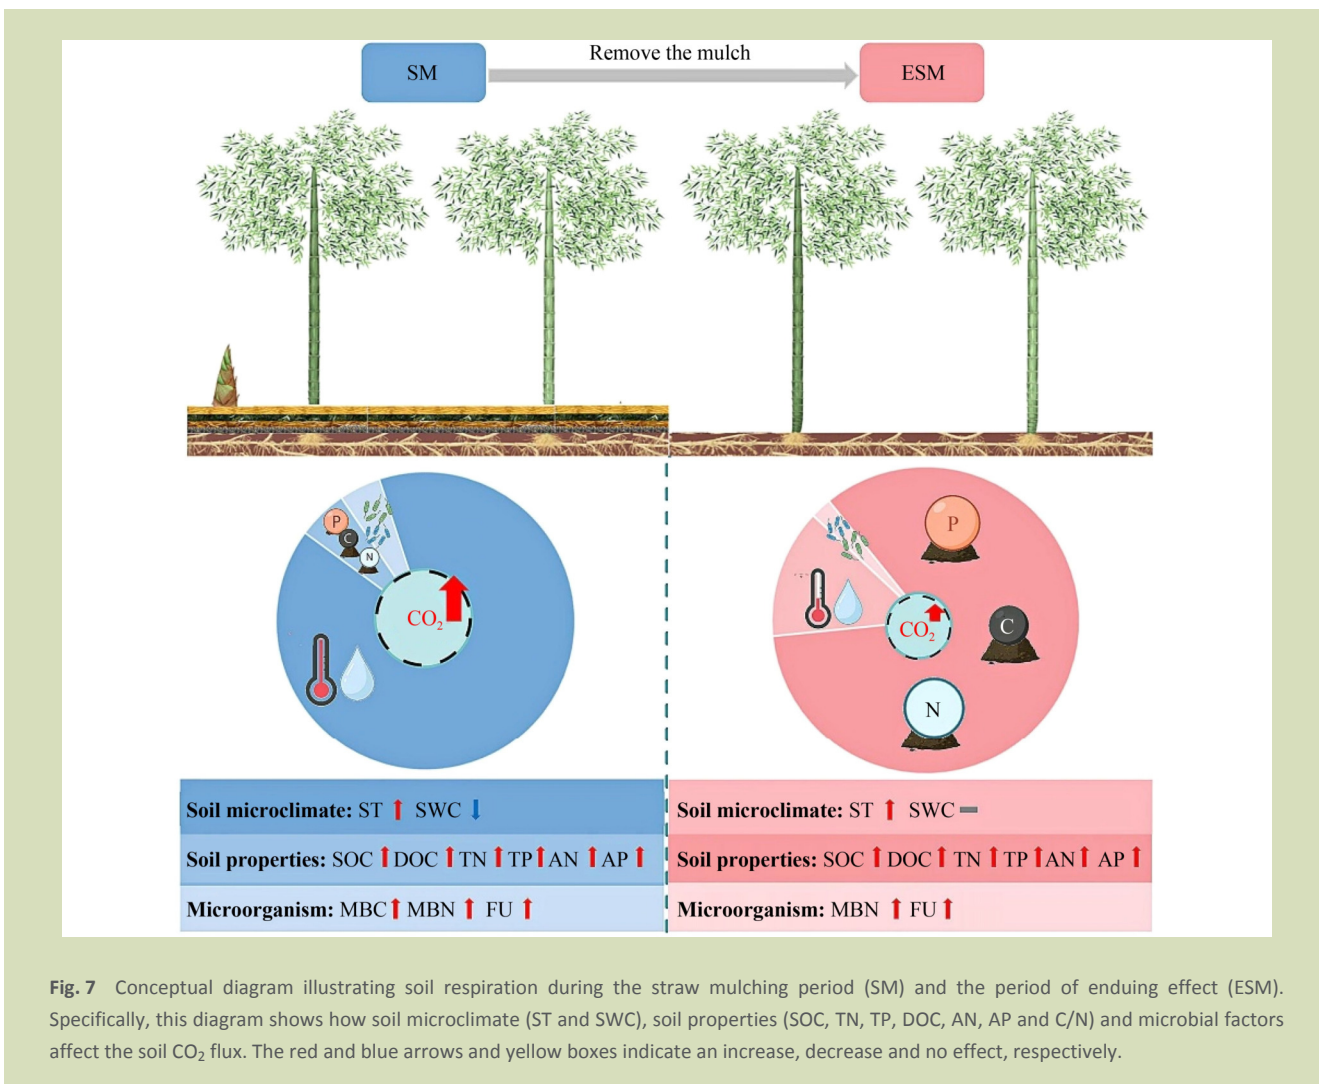 Remove the mulch
SM
ESM
P
C
N
CO₂
P
C
N
CO₂
Soil microclimate: ST SWC
Soil properties: SOC DOC TN TP AN AP
Microorganism: MBC MBN FU
Soil microclimate: ST SWC
Soil properties: SOC DOC TN TP AN AP
Microorganism: MBN FU
Fig. 7 Conceptual diagram illustrating soil respiration during the straw mulching period (SM) and the period of enduing effect (ESM).
Specifically, this diagram shows how soil microclimate (ST and SWC), soil properties (SOC, TN, TP, DOC, AN, AP and C/N) and microbial factors
affect the soil CO₂ flux. The red and blue arrows and yellow boxes indicate an increase, decrease and no effect, respectively.